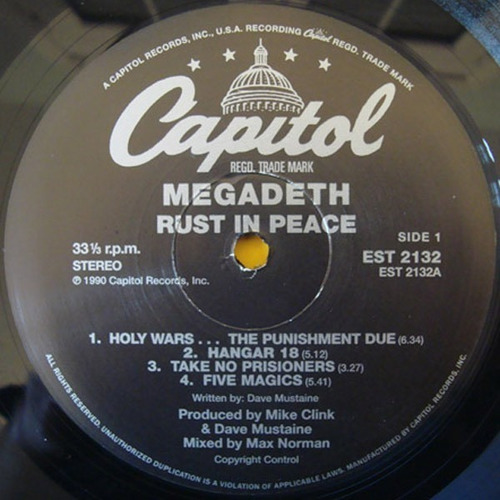 A CAPITOL RECORDS, INC., U.S.A. RECORDING Capitol REGD. TRADE MARK
Capitol
REGD. TRADE MARK
MEGADETH
RUST IN PEACE
33⅓ r.p.m.
STEREO
℗ 1990 Capitol Records, Inc.
SIDE 1
EST 2132
EST 2132A
1. HOLY WARS . . . THE PUNISHMENT DUE (6.34)
2. HANGAR 18 (5.12)
3. TAKE NO PRISIONERS (3.27)
4. FIVE MAGICS (5.41)
Written by: Dave Mustaine
Produced by Mike Clink
& Dave Mustaine
Mixed by Max Norman
Copyright Control
ALL RIGHTS RESERVED. UNAUTHORIZED DUPLICATION IS A VIOLATION OF APPLICABLE LAWS. MANUFACTURED BY CAPITOL RECORDS, INC.